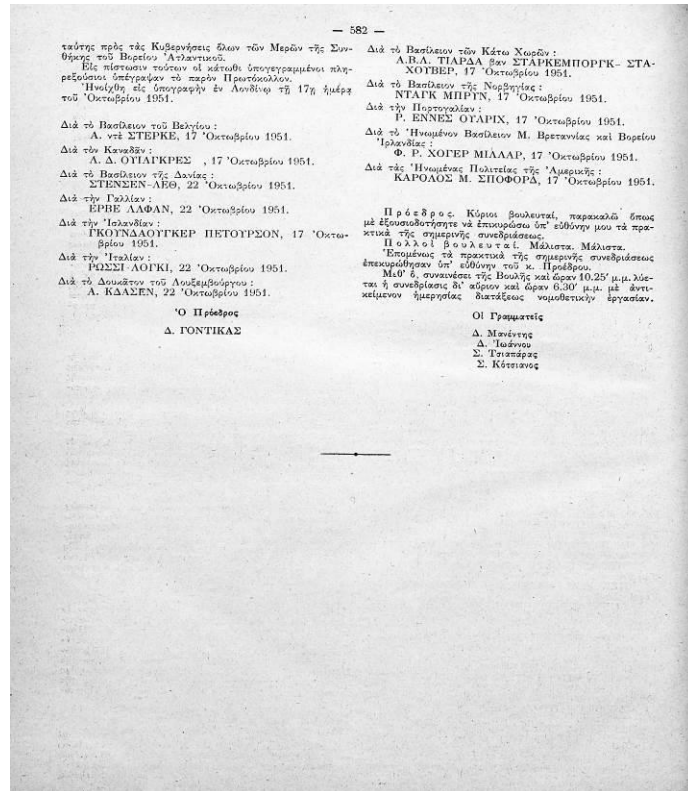 — 582 —
ταύτης πρὸς τὰς Κυβερνήσεις ὅλων τῶν Μερῶν τῆς Συν-
θήκης τοῦ Βορείου Ἀτλαντικοῦ.
Εἰς πίστωσιν τούτων οἱ κάτωθι ὑπογεγραμμένοι πλη-
ρεξούσιοι ὑπέγραψαν τὸ παρὸν Πρωτόκολλον.
Ἠνοίχθη εἰς ὑπογραφὴν ἐν Λονδίνῳ τῇ 17ῃ ἡμέρᾳ
τοῦ Ὀκτωβρίου 1951.
Διὰ τὸ Βασίλειον τοῦ Βελγίου :
Α. ντὲ ΣΤΕΡΚΕ, 17 Ὀκτωβρίου 1951.
Διὰ τὸν Καναδᾶν :
Λ. Δ. ΟΥΙΛΓΚΡΕΣ , 17 Ὀκτωβρίου 1951.
Διὰ τὸ Βασίλειον τῆς Δανίας :
ΣΤΕΝΣΕΝ-ΛΕΘ, 22 Ὀκτωβρίου 1951.
Διὰ τὴν Γαλλίαν :
ΕΡΒΕ ΑΛΦΑΝ, 22 Ὀκτωβρίου 1951.
Διὰ τὴν Ἰσλανδίαν :
ΓΚΟΥΝΔΛΟΥΓΚΕΡ ΠΕΤΟΥΡΣΟΝ, 17 Ὀκτω-
βρίου 1951.
Διὰ τὴν Ἰταλίαν :
ΡΩΣΣΙ-ΛΟΓΚΙ, 22 Ὀκτωβρίου 1951.
Διὰ τὸ Δουκᾶτον τοῦ Λουξεμβούργου :
Α. ΚΛΑΣΕΝ, 22 Ὀκτωβρίου 1951.
Ὁ Πρόεδρος
Δ. ΓΟΝΤΙΚΑΣ
Διὰ τὸ Βασίλειον τῶν Κάτω Χωρῶν :
Α.Β.Λ. ΤΙΑΡΔΑ βαν ΣΤΑΡΚΕΜΠΟΡΓΚ- ΣΤΑ-
ΧΟΥΒΕΡ, 17 Ὀκτωβρίου 1951.
Διὰ τὸ Βασίλειον τῆς Νορβηγίας :
ΝΤΑΓΚ ΜΠΡΥΝ, 17 Ὀκτωβρίου 1951.
Διὰ τὴν Πορτογαλίαν :
Ρ. ΕΝΝΕΣ ΟΥΛΡΙΧ, 17 Ὀκτωβρίου 1951.
Διὰ τὸ Ἡνωμένον Βασίλειον Μ. Βρεταννίας καὶ Βορείου
Ἰρλανδίας :
Φ. Ρ. ΧΟΓΕΡ ΜΙΛΛΑΡ, 17 Ὀκτωβρίου 1951.
Διὰ τὰς Ἡνωμένας Πολιτείας τῆς Ἀμερικῆς :
ΚΑΡΟΛΟΣ Μ. ΣΠΟΦΟΡΔ, 17 Ὀκτωβρίου 1951.
Πρόεδρος. Κύριοι βουλευταί, παρακαλῶ ὅπως
μὲ ἐξουσιοδοτήσητε νὰ ἐπικυρώσω ὑπ' εὐθύνην μου τὰ πρα-
κτικὰ τῆς σημερινῆς συνεδριάσεως.
Πολλοὶ βουλευταί. Μάλιστα. Μάλιστα.
Ἑπομένως τὰ πρακτικὰ τῆς σημερινῆς συνεδριάσεως
ἐπεκυρώθησαν ὑπ' εὐθύνην τοῦ κ. Προέδρου.
Μεθ' ὅ, συναινέσει τῆς Βουλῆς καὶ ὥραν 10.25' μ.μ. λύε-
ται ἡ συνεδρίασις δι' αὔριον καὶ ὥραν 6.30' μ.μ. μὲ ἀντι-
κείμενον ἡμερησίας διατάξεως νομοθετικὴν ἐργασίαν.
Οἱ Γραμματεῖς
Δ. Μανέντης
Δ. Ἰωάννου
Σ. Τσιαπάρας
Σ. Κότσιανος